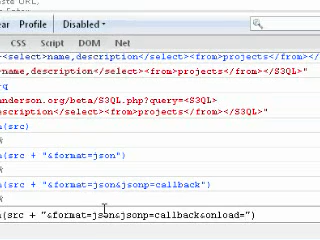 ear Profile Disabled
CSS Script DOM Net
<select>name,description</select><from>projects</from>
name,description</select><from>projects</from></S3QL>"
rq
anderson.org/beta/S3QL.php?query=<S3QL>
description</select><from>projects</from></S3QL>"
(src)
(src + "&format=json")
(src + "&format=json&jsonp=callback")
(src + "&format=json&jsonp=callback&onload=")